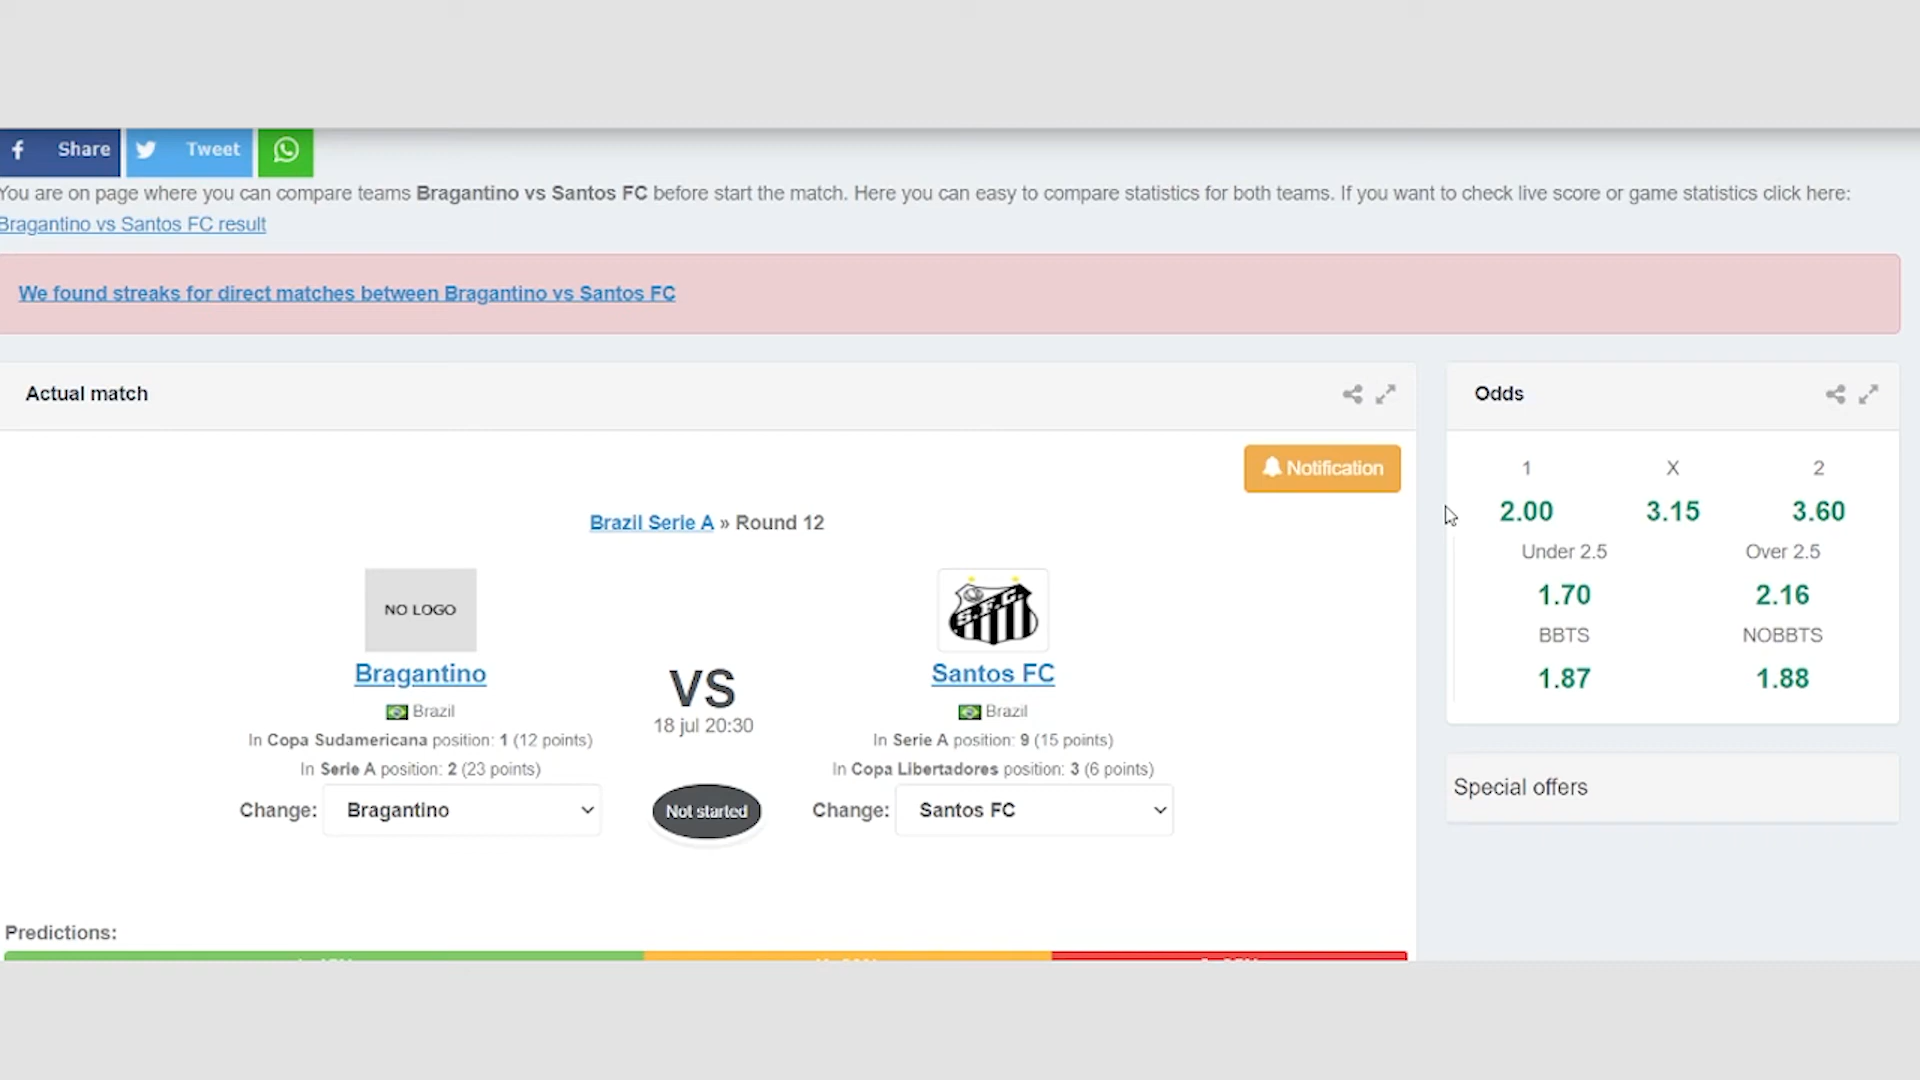 Share Tweet
You are on page where you can compare teams Bragantino vs Santos FC before start the match. Here you can easy to compare statistics for both teams. If you want to check live score or game statistics click here:
Bragantino vs Santos FC result
We found streaks for direct matches between Bragantino vs Santos FC
Actual match
Notification
Brazil Serie A » Round 12
NO LOGO
S.F.C.
Bragantino
Santos FC
Brazil
Brazil
VS
18 jul 20:30
In Copa Sudamericana position: 1 (12 points)
In Serie A position: 9 (15 points)
In Serie A position: 2 (23 points)
In Copa Libertadores position: 3 (6 points)
Change: Bragantino
Not started
Change: Santos FC
Predictions:
Odds
1 X 2
2.00 3.15 3.60
Under 2.5 Over 2.5
1.70 2.16
BBTS NOBBTS
1.87 1.88
Special offers